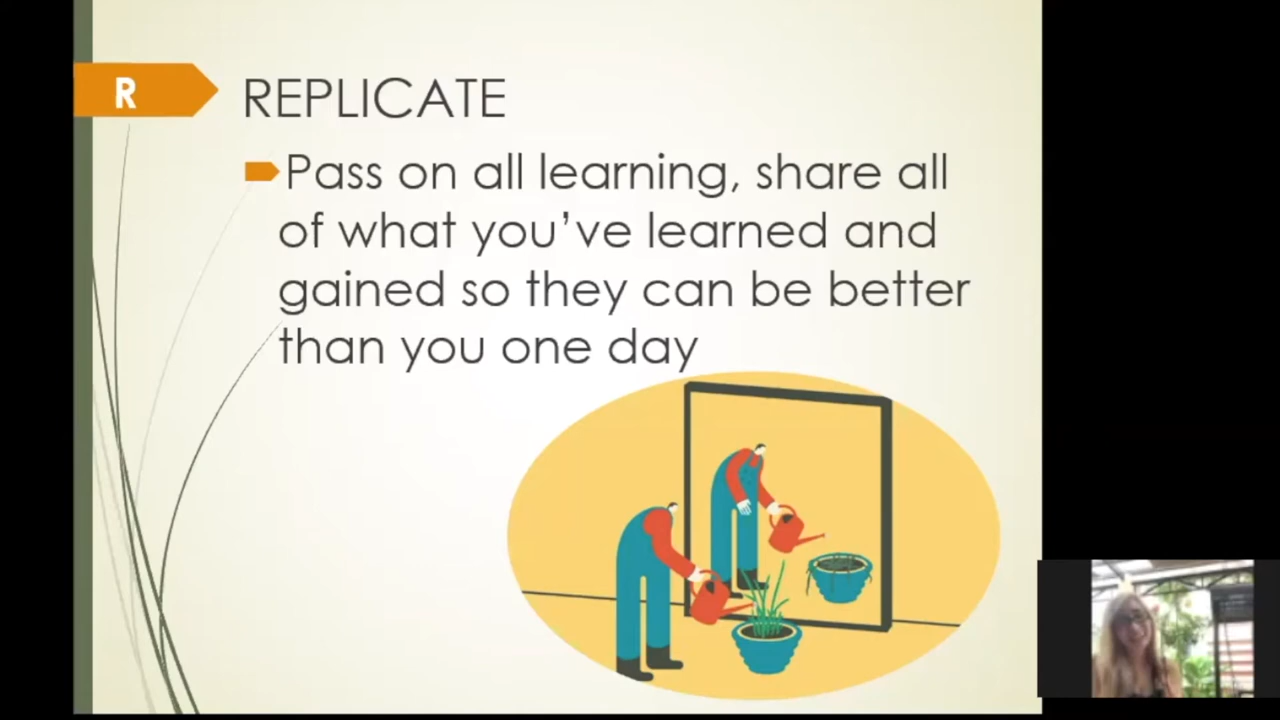 R
REPLICATE
Pass on all learning, share all
of what you’ve learned and
gained so they can be better
than you one day